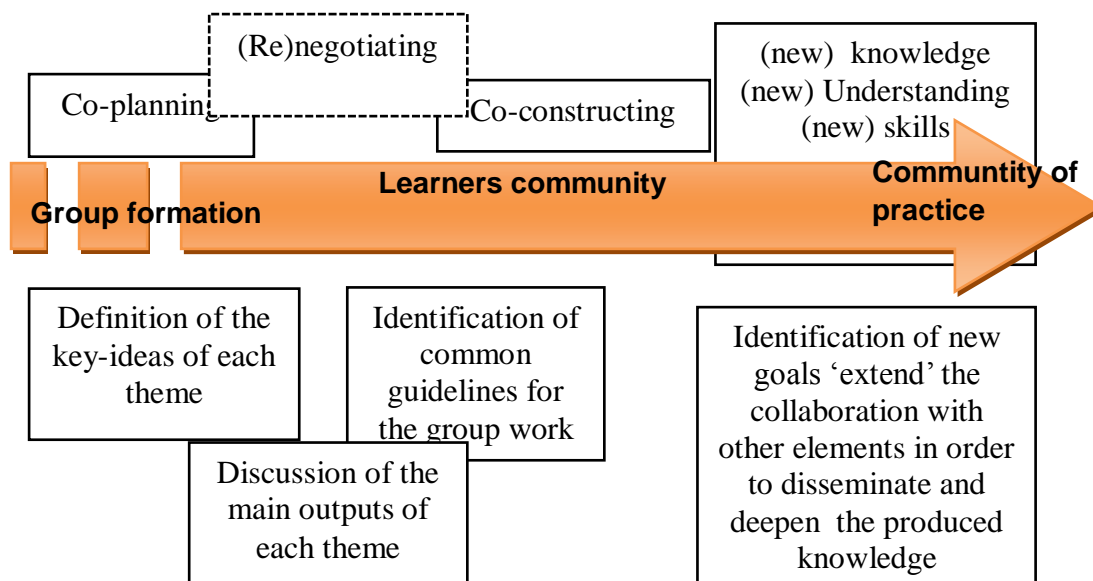 (Re)negotiating
Co-planning
Co-constructing
(new) knowledge
(new) Understanding
(new) skills
Group formation
Learners community
Communtity of
practice
Definition of the
key-ideas of each
theme
Identification of
common
guidelines for
the group work
Discussion of the
main outputs of
each theme
Identification of new
goals ‘extend’ the
collaboration with
other elements in order
to disseminate and
deepen the produced
knowledge